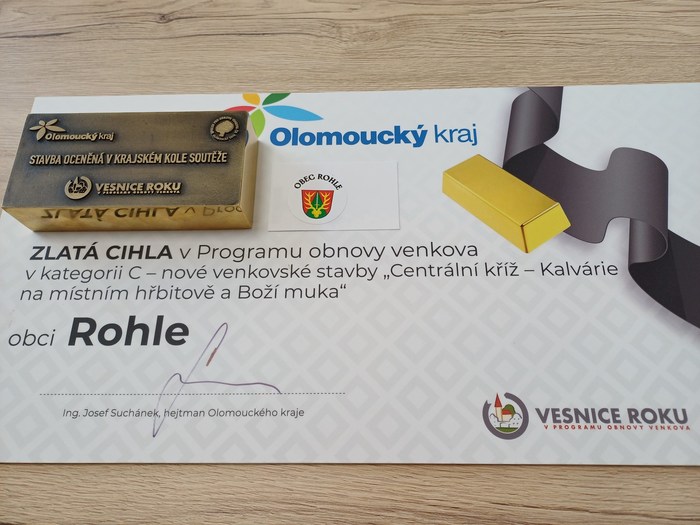 Olomoucký kraj
STAVBA OCENĚNÁ V KRAJSKÉM KOLE SOUTĚŽE
VESNICE ROKU
Olomoucký kraj
OBEC ROHLE
ZLATÁ CIHLA v Programu obnovy venkova
v kategorii C – nové venkovské stavby „Centrální kříž – Kalvárie
na místním hřbitově a Boží muka“
obci Rohle
Ing. Josef Suchánek, hejtman Olomouckého kraje
VESNICE ROKU
V PROGRAMU OBNOVY VENKOVA